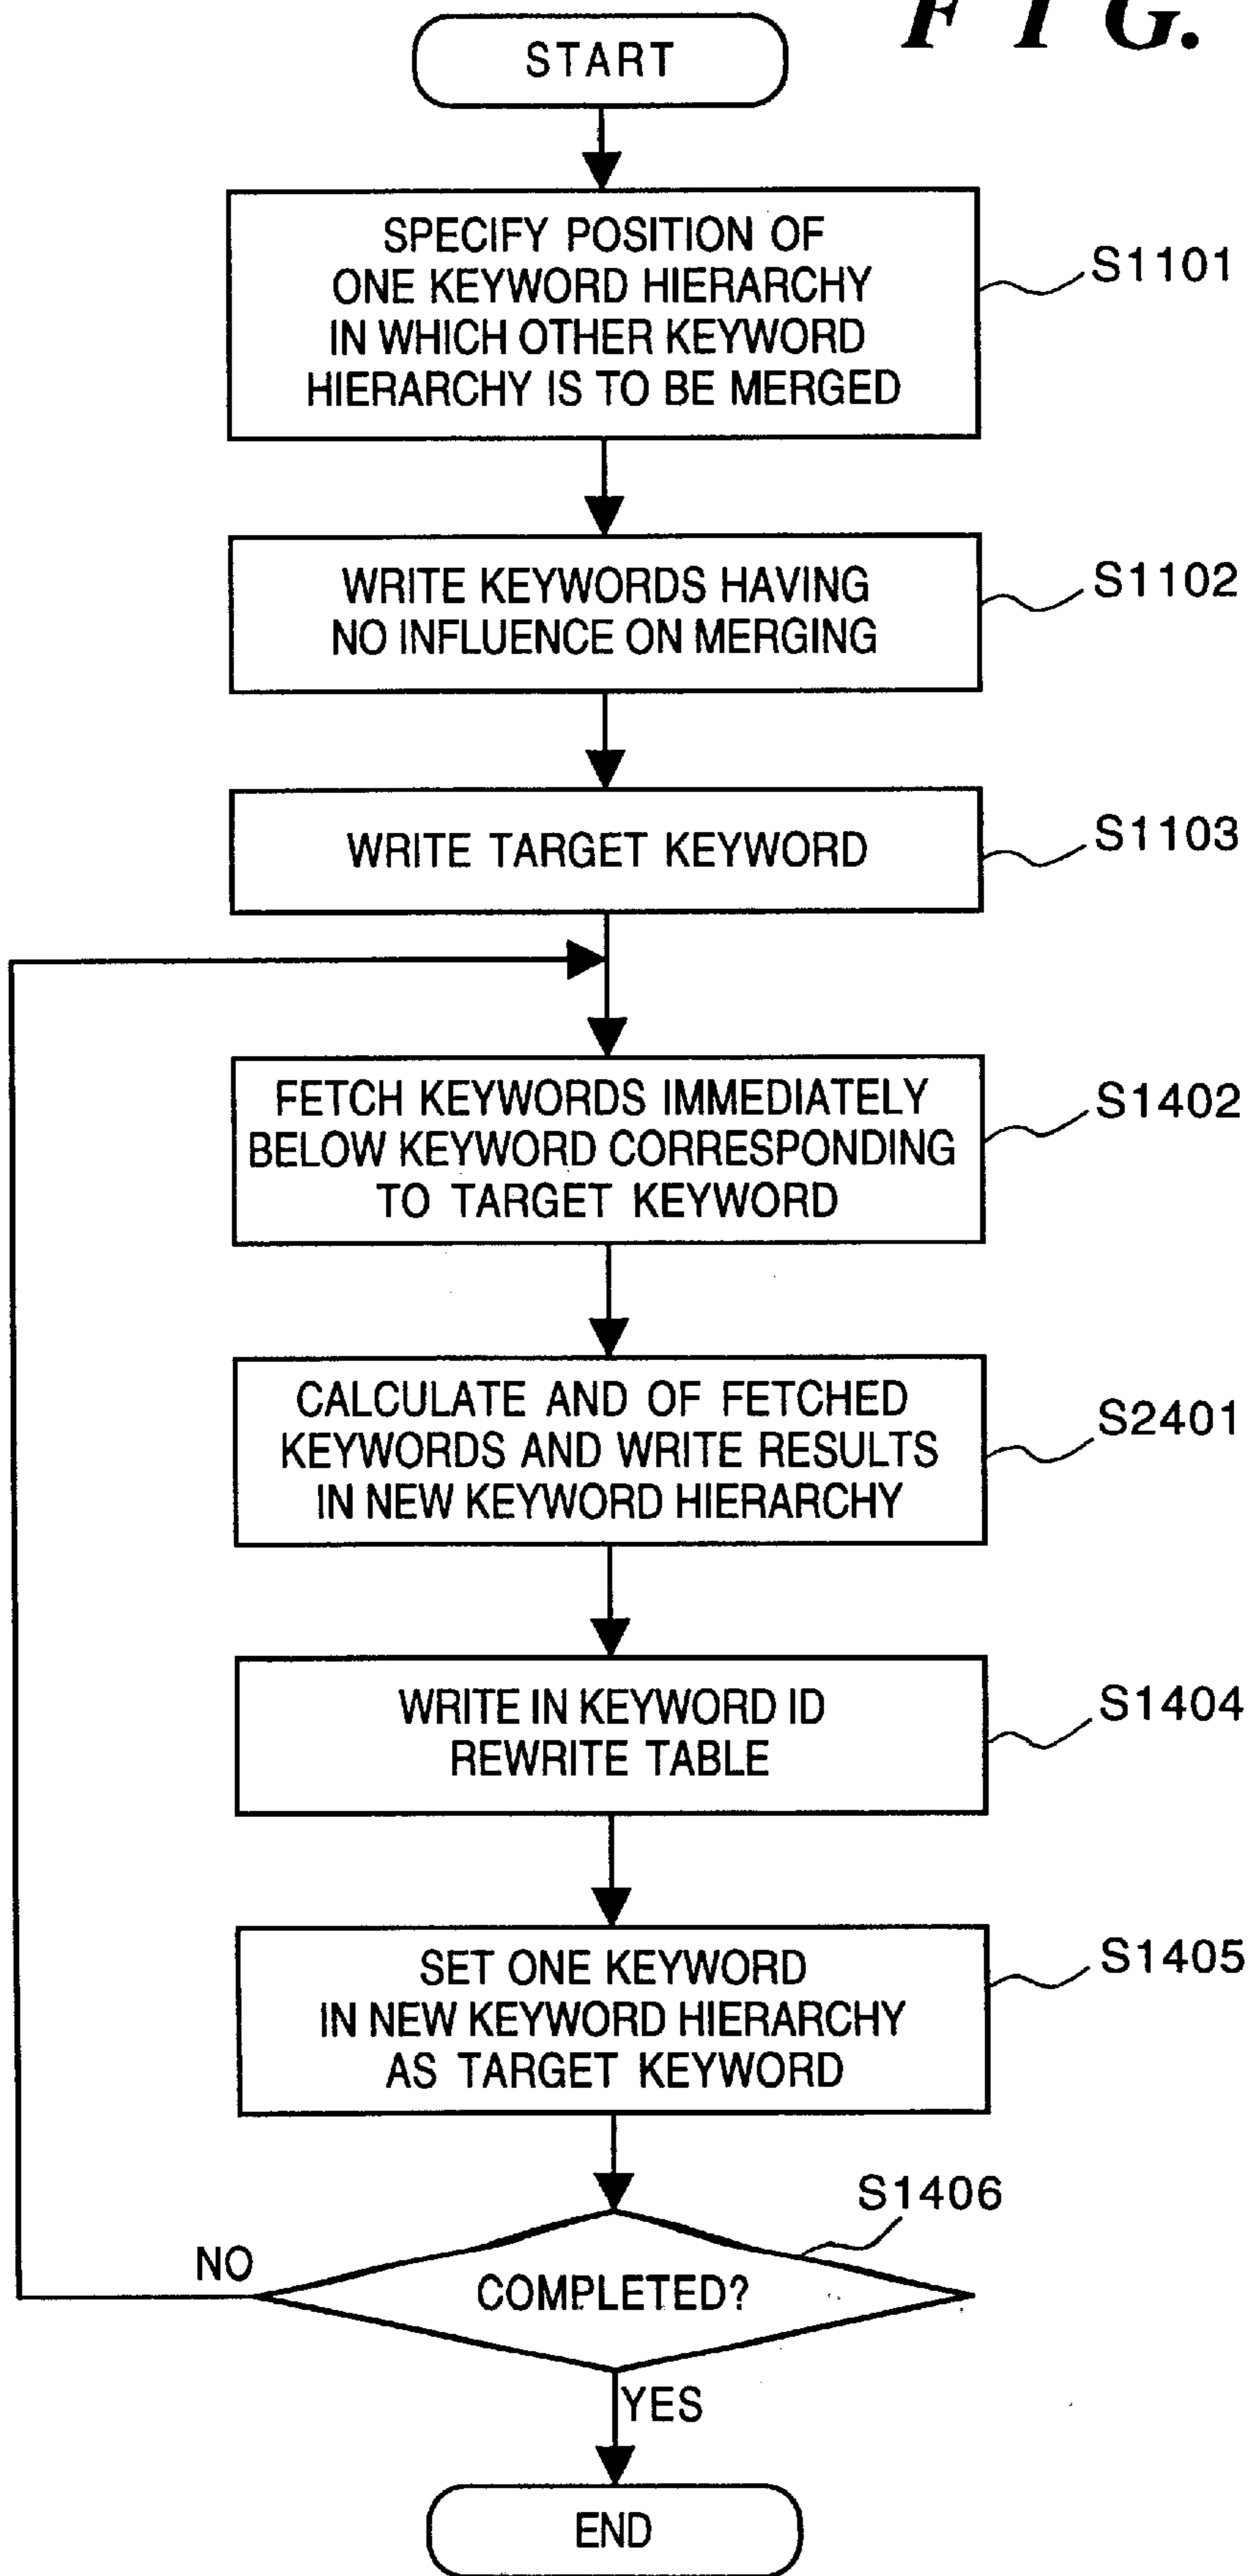 FIG.
START
SPECIFY POSITION OF
ONE KEYWORD HIERARCHY
IN WHICH OTHER KEYWORD
HIERARCHY IS TO BE MERGED
S1101
WRITE KEYWORDS HAVING
NO INFLUENCE ON MERGING
S1102
WRITE TARGET KEYWORD
S1103
FETCH KEYWORDS IMMEDIATELY
BELOW KEYWORD CORRESPONDING
TO TARGET KEYWORD
S1402
CALCULATE AND OF FETCHED
KEYWORDS AND WRITE RESULTS
IN NEW KEYWORD HIERARCHY
S2401
WRITE IN KEYWORD ID
REWRITE TABLE
S1404
SET ONE KEYWORD
IN NEW KEYWORD HIERARCHY
AS TARGET KEYWORD
S1405
S1406
NO
COMPLETED?
YES
END